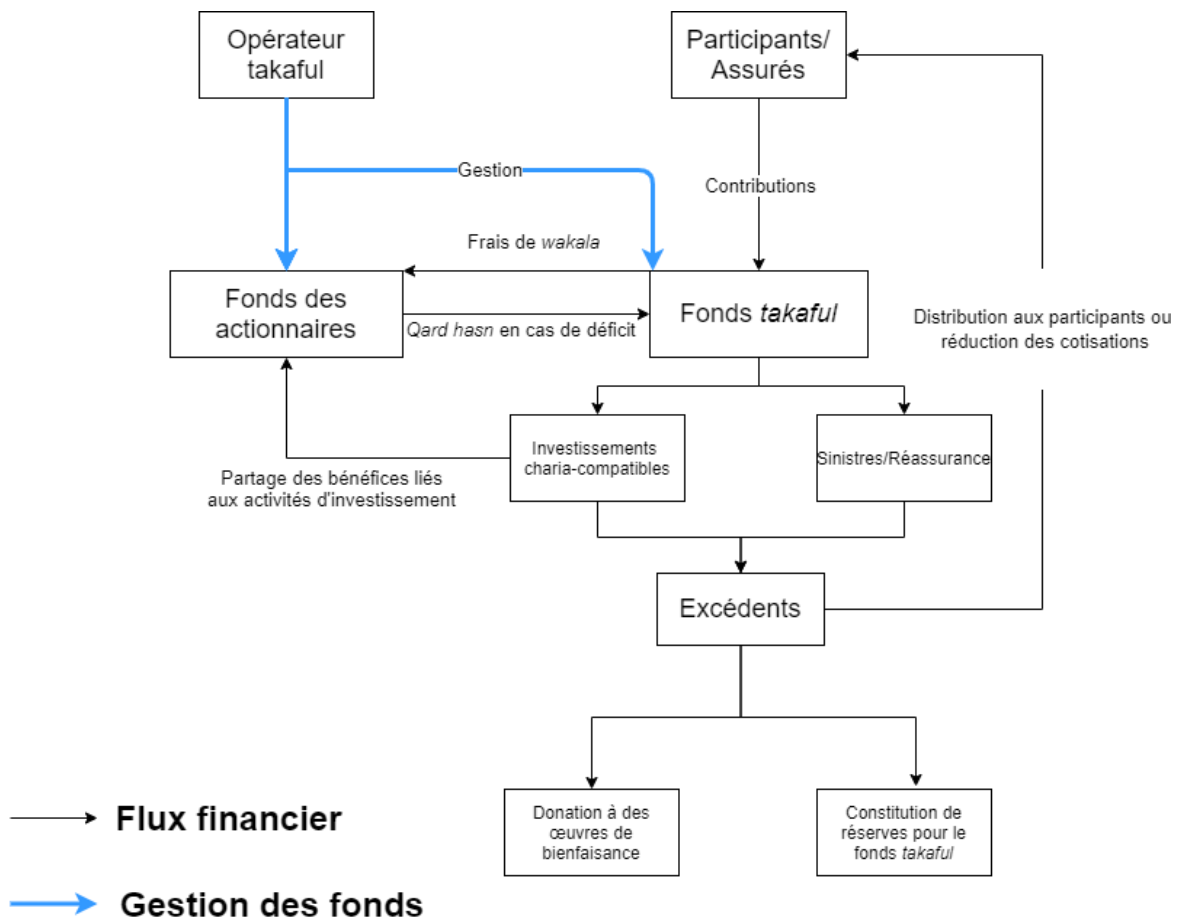 Opérateur
takaful
Participants/
Assurés
Gestion
Contributions
Frais de wakala
Fonds des
actionnaires
Qard hasn en cas de déficit
Fonds takaful
Distribution aux participants ou
réduction des cotisations
Investissements
charia-compatibles
Sinistres/Réassurance
Partage des bénéfices liés
aux activités d'investissement
Excédents
Donation à des
œuvres de
bienfaisance
Constitution de
réserves pour le
fonds takaful
Flux financier
Gestion des fonds